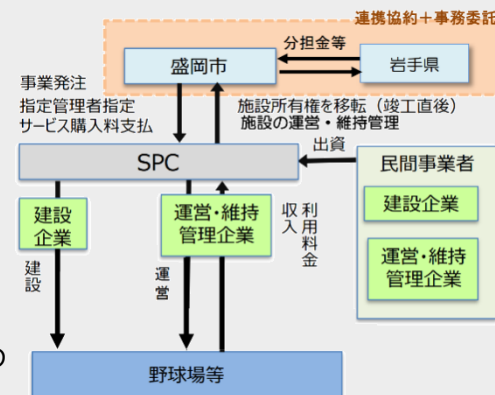 連携協約＋事務委託
分担金等
盛岡市
岩手県
事業発注
指定管理者指定
サービス購入料支払
施設所有権を移転（竣工直後）
施設の運営・維持管理
出資
SPC
民間事業者
建設企業
運営・維持
管理企業
建設
企業
運営・維持
管理企業
建設
運営
収入
利用料金
野球場等